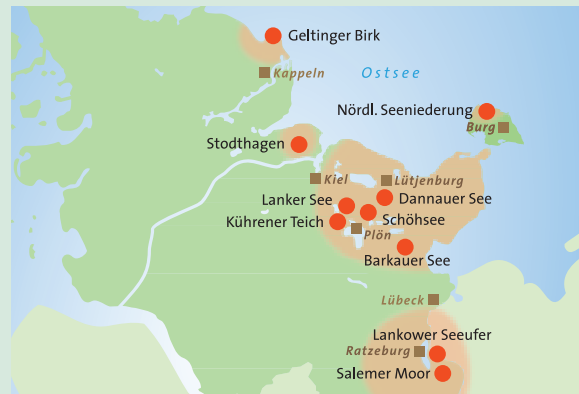 Geltinger Birk
Kappeln
Ostsee
Nördl. Seeniederung
Burg
Stodthagen
Kiel
Lütjenburg
Lanker See
Dannauer See
Schöhsee
Kührener Teich
Plön
Barkauer See
Lübeck
Lankower Seeufer
Ratzeburg
Salemer Moor